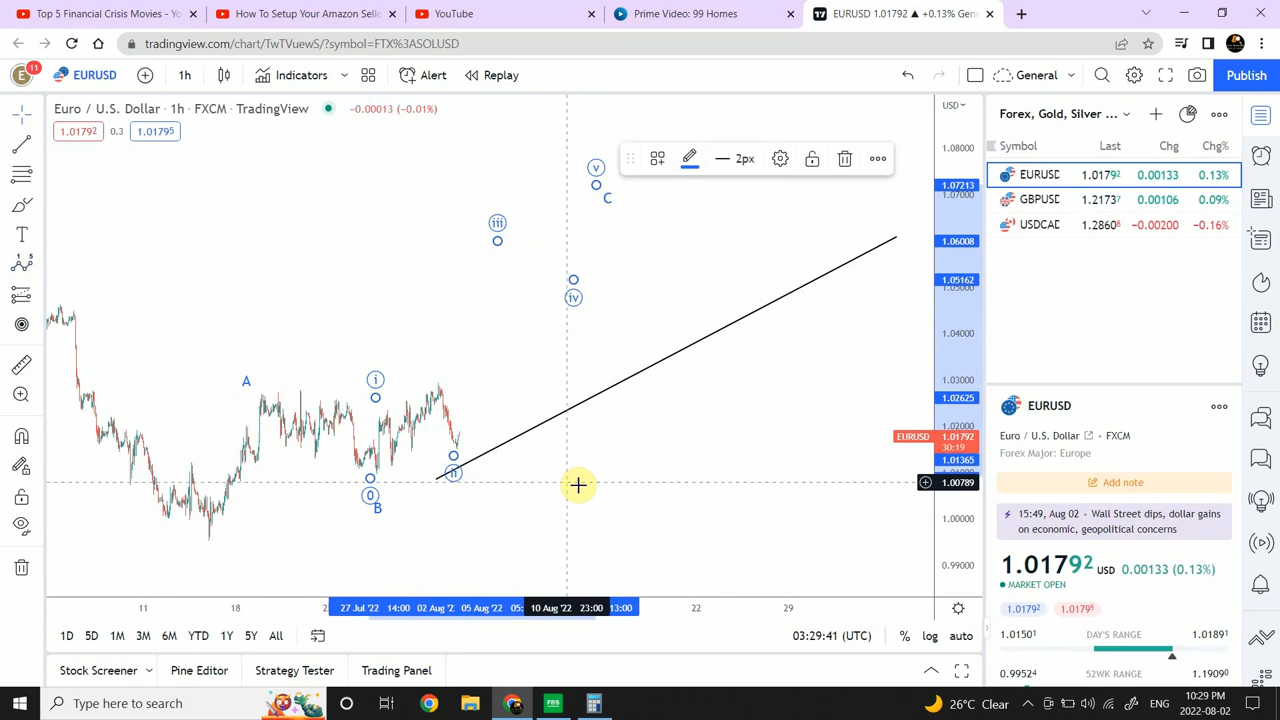 Top 5 Financial Crisis Movies - Yo
How To Setup Your Amazon Selle
YouTube
Prime Video: 99 Homes
EURUSD 1.01792 ▲ +0.13% Gene
tradingview.com/chart/TwTVuewS/?symbol=FTX%3ASOLUSD
E
11
EURUSD
1h
Indicators
Alert
Replay
General
Publish
Euro / U.S. Dollar · 1h · FXCM · TradingView
−0.00013 (−0.01%)
1.01792
0.3
1.01795
2px
USD
1.08000
1.07213
1.07000
1.06008
1.05162
1.04000
1.03000
1.02625
1.02000
EURUSD
1.01792
30:19
1.01365
1.00789
1.00000
0.99000
v
C
iii
iv
A
i
ii
0
B
11
18
27 Jul '22
14:00
02 Aug '2
05 Aug '22
10 Aug '22
23:00
13:00
22
29
1D
5D
1M
3M
6M
YTD
1Y
5Y
All
03:29:41 (UTC)
%
log
auto
Stock Screener
Pine Editor
Strategy Tester
Trading Panel
Forex, Gold, Silver ...
Symbol
Last
Chg
Chg%
EURUSD
1.01792
0.00133
0.13%
GBPUSD
1.21737
0.00106
0.09%
USDCAD
1.28608
−0.00200
−0.16%
EURUSD
Euro / U.S. Dollar
FXCM
Forex Major: Europe
Add note
15:49, Aug 02 • Wall Street dips, dollar gains
on economic, geopolitical concerns
1.01792
USD
0.00133 (0.13%)
MARKET OPEN
1.01792
1.01795
1.01501
DAY'S RANGE
1.01891
0.99524
52WK RANGE
1.19090
Type here to search
26°C Clear
ENG
10:29 PM
2022-08-02